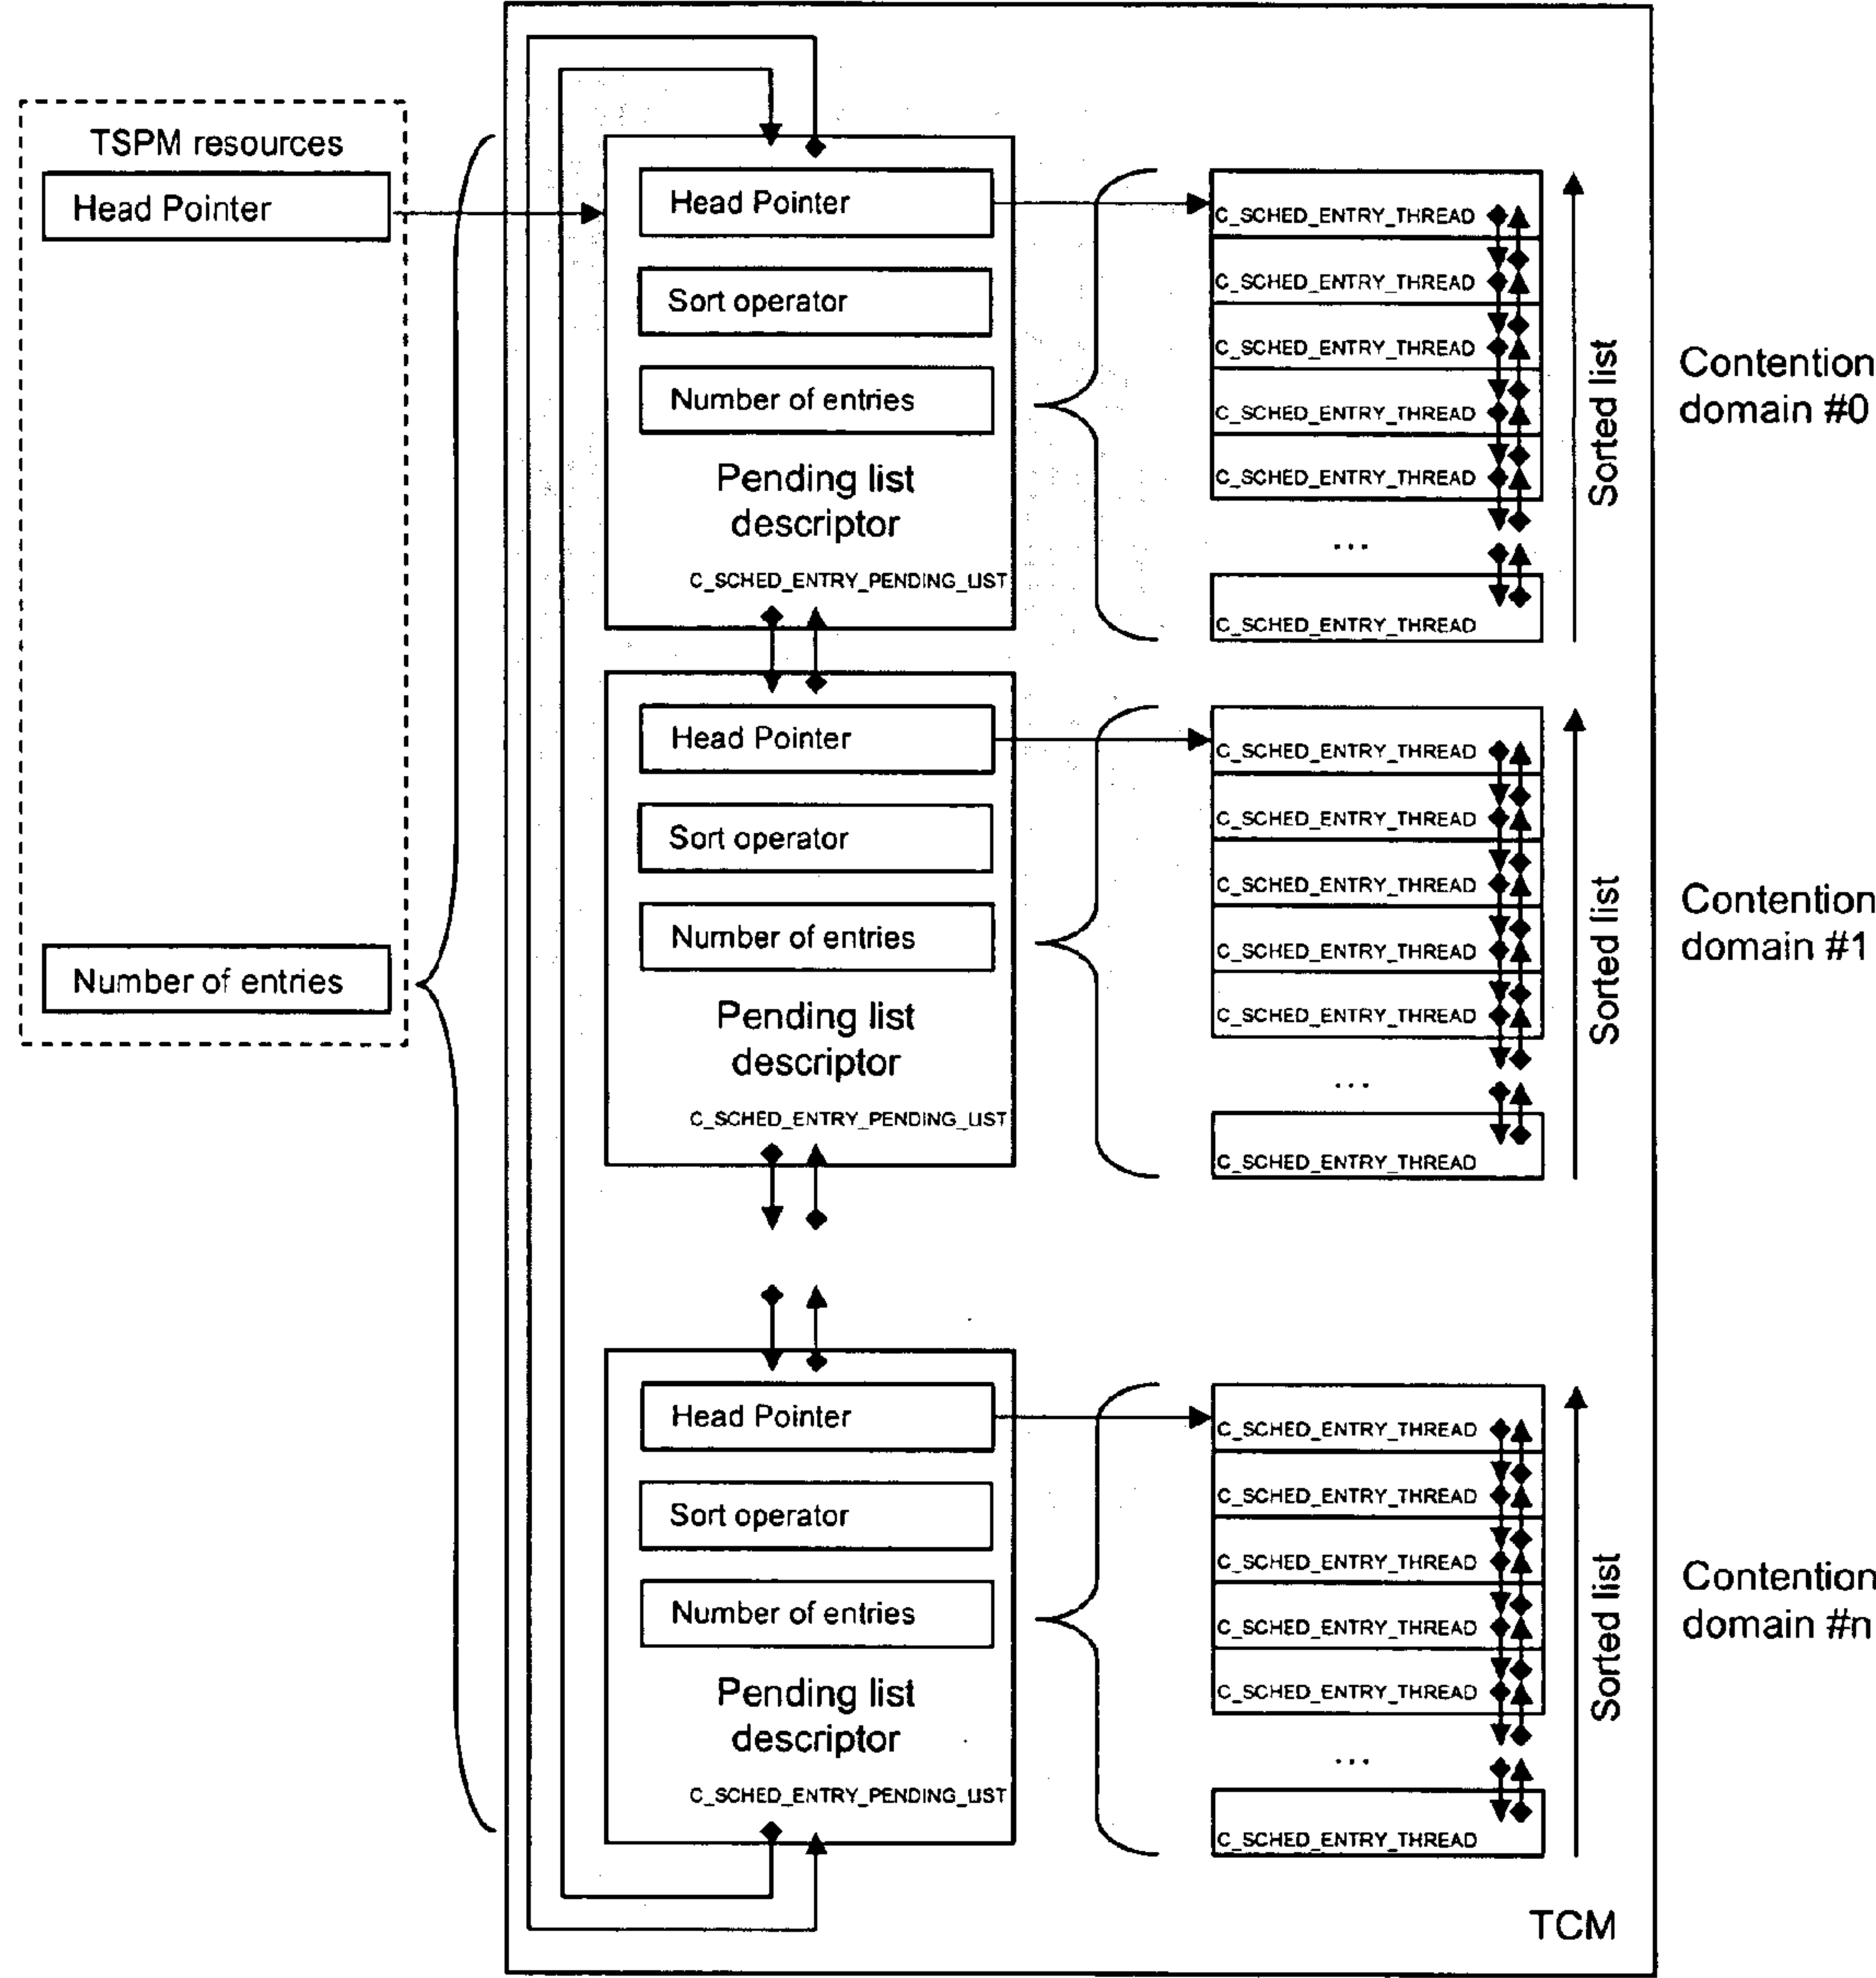 TSPM resources
Head Pointer
Number of entries
Head Pointer
Sort operator
Number of entries
Pending list
descriptor
C_SCHED_ENTRY_PENDING_LIST
C_SCHED_ENTRY_THREAD
C_SCHED_ENTRY_THREAD
C_SCHED_ENTRY_THREAD
C_SCHED_ENTRY_THREAD
C_SCHED_ENTRY_THREAD
...
C_SCHED_ENTRY_THREAD
Sorted list
Contention
domain #0
Head Pointer
Sort operator
Number of entries
Pending list
descriptor
C_SCHED_ENTRY_PENDING_LIST
C_SCHED_ENTRY_THREAD
C_SCHED_ENTRY_THREAD
C_SCHED_ENTRY_THREAD
C_SCHED_ENTRY_THREAD
C_SCHED_ENTRY_THREAD
...
C_SCHED_ENTRY_THREAD
Sorted list
Contention
domain #1
Head Pointer
Sort operator
Number of entries
Pending list
descriptor
C_SCHED_ENTRY_PENDING_LIST
C_SCHED_ENTRY_THREAD
C_SCHED_ENTRY_THREAD
C_SCHED_ENTRY_THREAD
C_SCHED_ENTRY_THREAD
C_SCHED_ENTRY_THREAD
...
C_SCHED_ENTRY_THREAD
Sorted list
Contention
domain #n
TCM